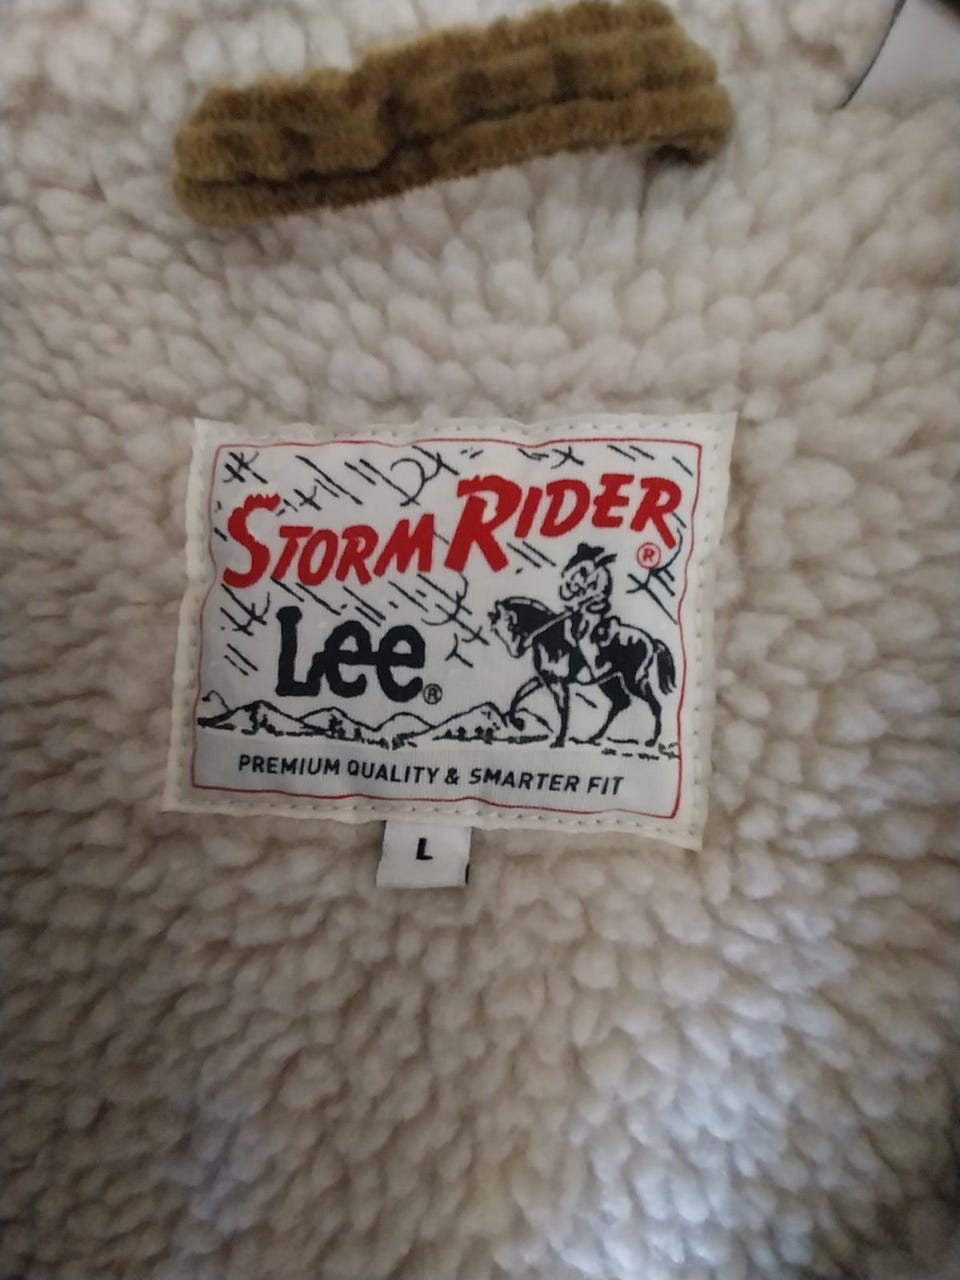 STORM RIDER ®
Lee ®
PREMIUM QUALITY & SMARTER FIT
L